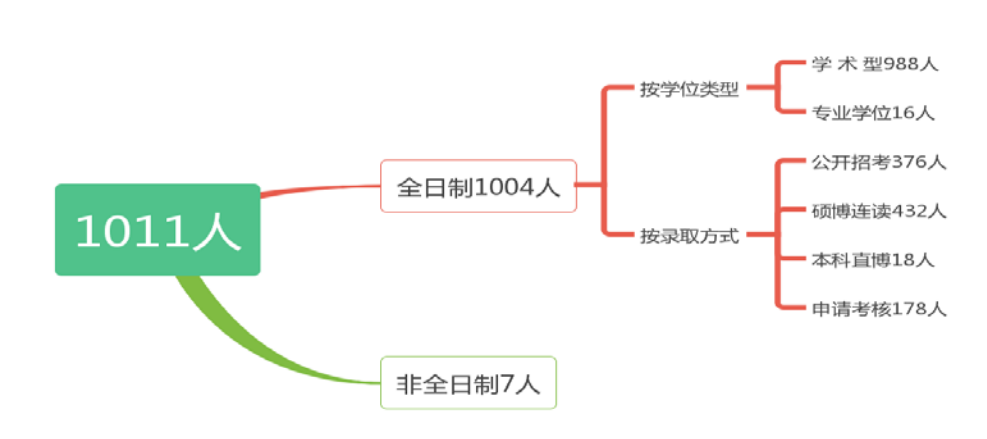 1011人
全日制1004人
按学位类型
学 术 型988人
专业学位16人
按录取方式
公开招考376人
硕博连读432人
本科直博18人
申请考核178人
非全日制7人